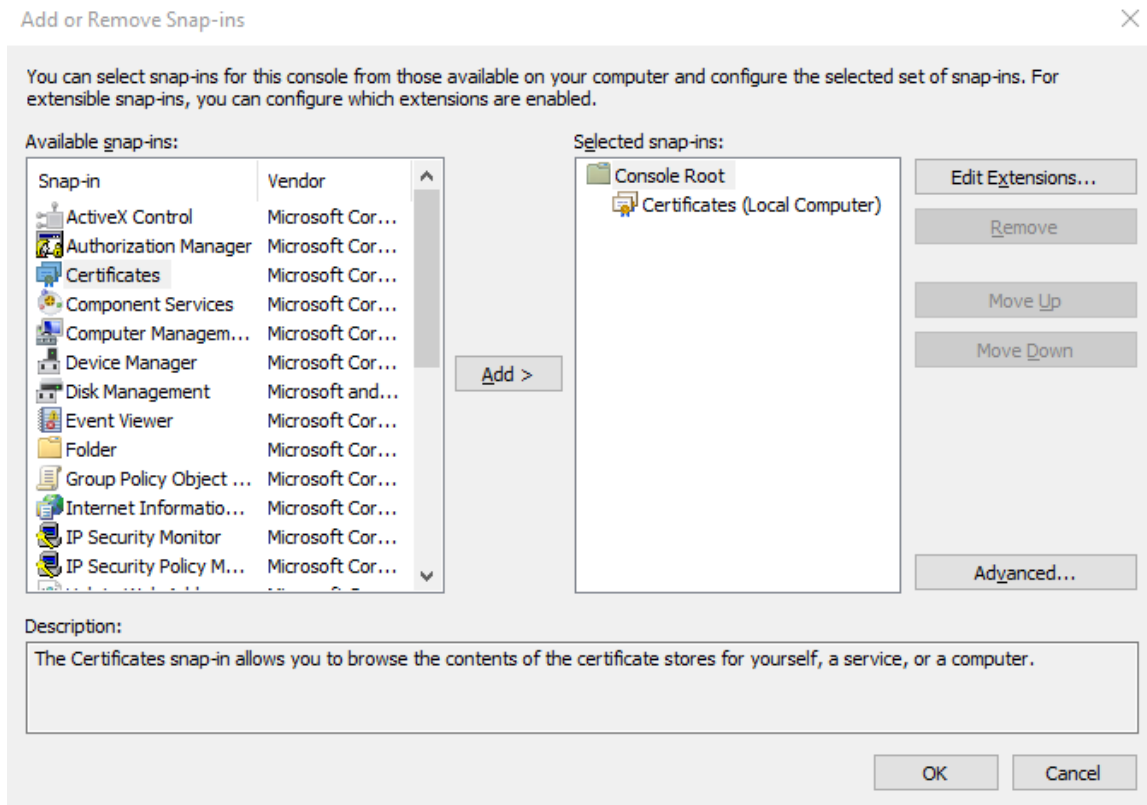 Add or Remove Snap-ins
You can select snap-ins for this console from those available on your computer and configure the selected set of snap-ins. For
extensible snap-ins, you can configure which extensions are enabled.
Available snap-ins:
Snap-in Vendor
ActiveX Control Microsoft Cor...
Authorization Manager Microsoft Cor...
Certificates Microsoft Cor...
Component Services Microsoft Cor...
Computer Managem... Microsoft Cor...
Device Manager Microsoft Cor...
Disk Management Microsoft and...
Event Viewer Microsoft Cor...
Folder Microsoft Cor...
Group Policy Object ... Microsoft Cor...
Internet Informatio... Microsoft Cor...
IP Security Monitor Microsoft Cor...
IP Security Policy M... Microsoft Cor...
Add >
Selected snap-ins:
Console Root
Certificates (Local Computer)
Edit Extensions...
Remove
Move Up
Move Down
Advanced...
Description:
The Certificates snap-in allows you to browse the contents of the certificate stores for yourself, a service, or a computer.
OK
Cancel